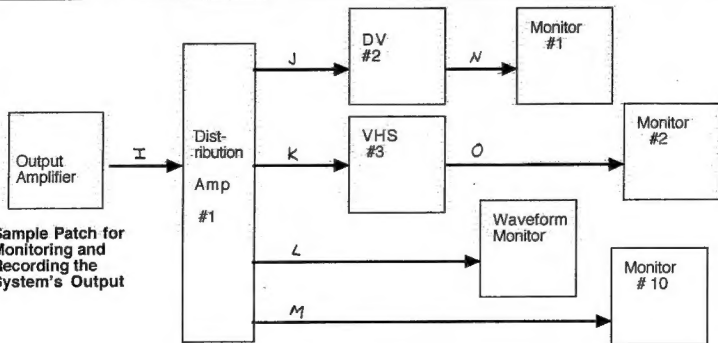 DV
#2
Monitor
#1
J
N
Output
Amplifier
I
Dist-
ribution
Amp
#1
K
VHS
#3
O
Monitor
#2
Sample Patch for
Monitoring and
Recording the
System's Output
L
Waveform
Monitor
M
Monitor
# 10